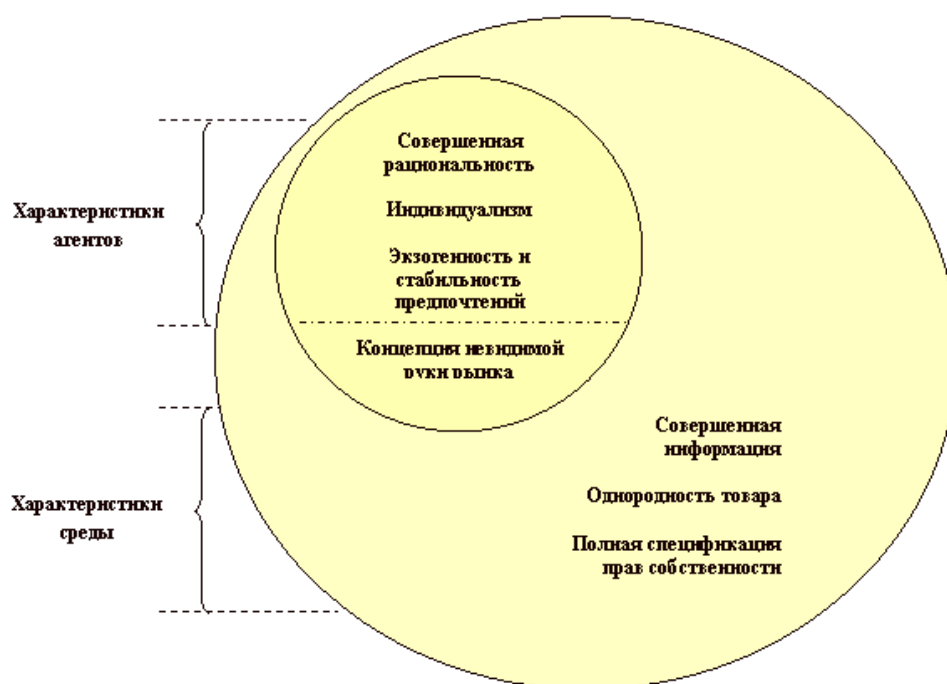 Совершенная
рациональность
Индивидуализм
Экзогенность и
стабильность
предпочтений
Концепция невидимой
руки рынка
Характеристики
агентов
Совершенная
информация
Однородность товара
Полная спецификация
прав собственности
Характеристики
среды